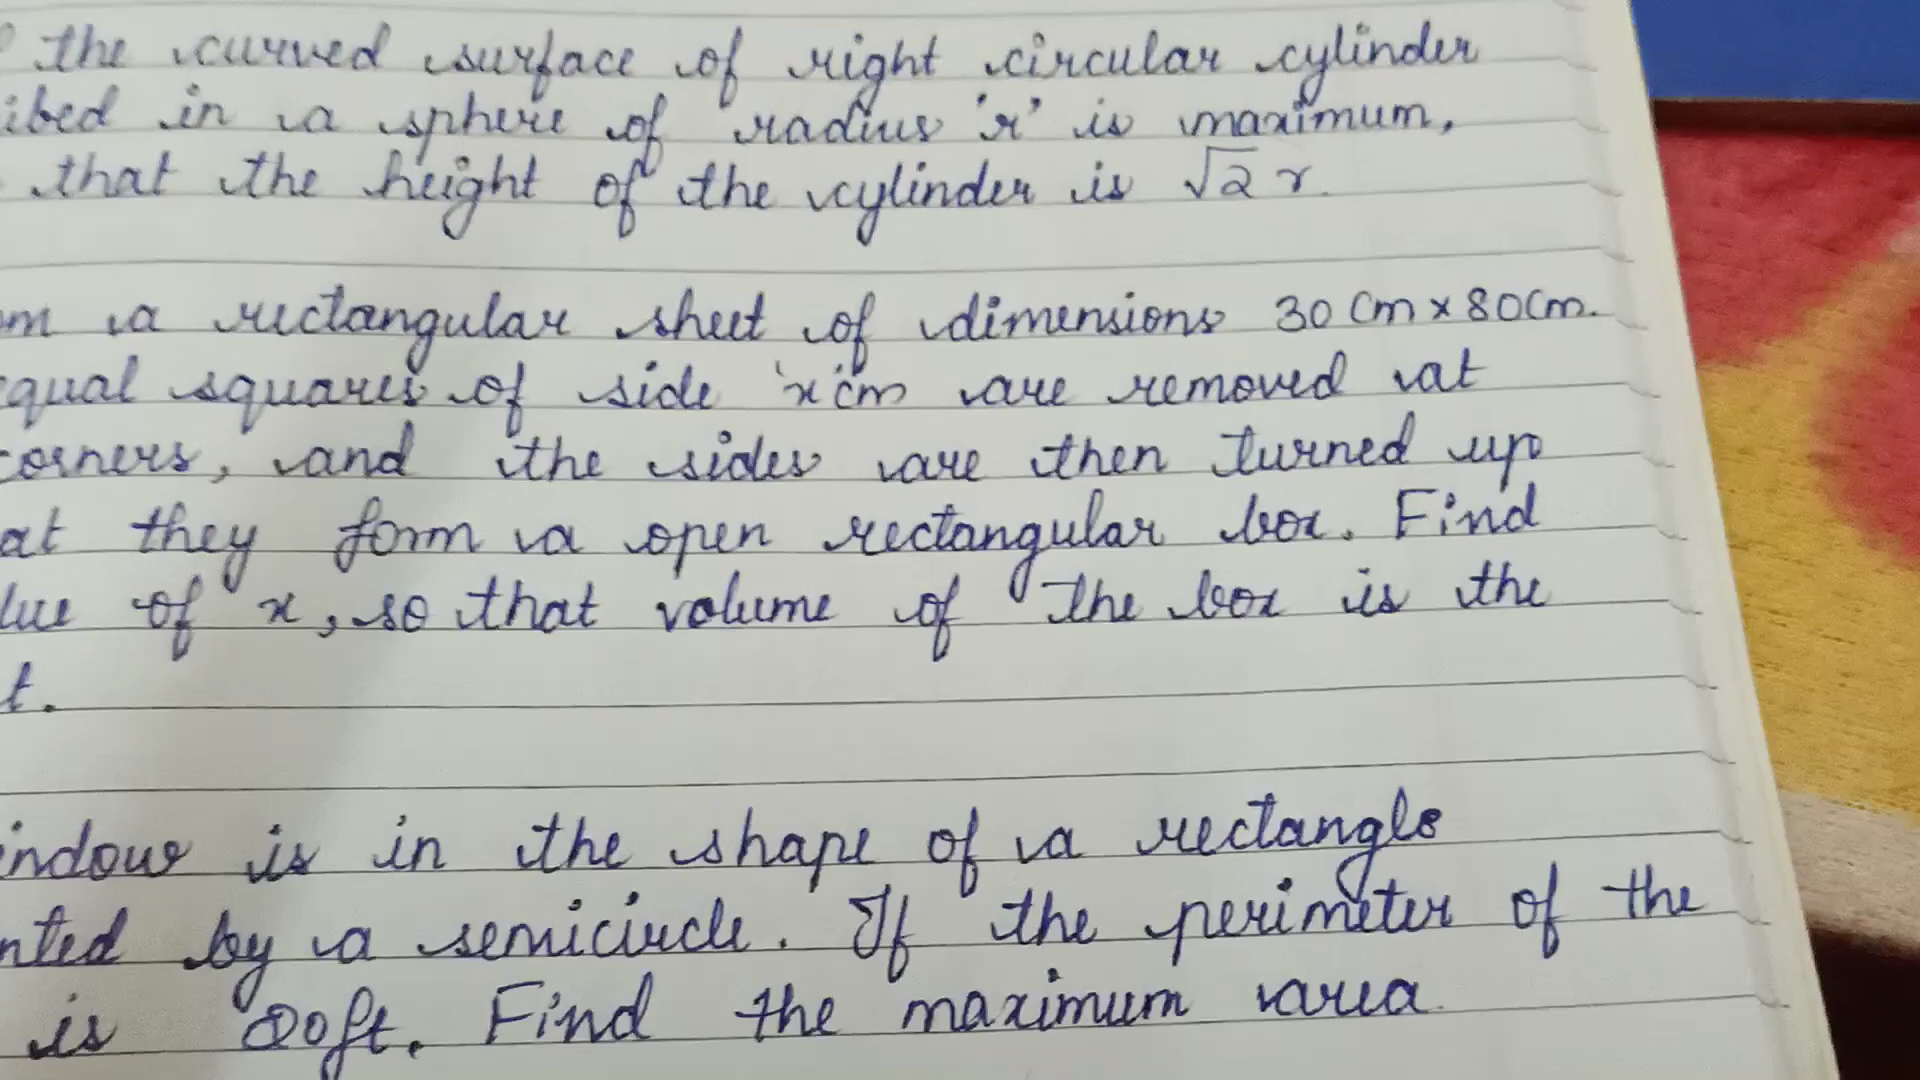 the curved surface of right circular cylinder
ibed in a sphere of radius 'r' is maximum,
that the height of the cylinder is √2 r.
m a rectangular sheet of dimensions 30 cm x 80 cm.
qual squares of side 'x' cm are removed at
corners, and the sides are then turned up
at they form a open rectangular box. Find
lue of x, so that volume of the box is the
t.
indow is in the shape of a rectangle
nted by a semicircle. If the perimeter of the
is 20ft. Find the maximum area